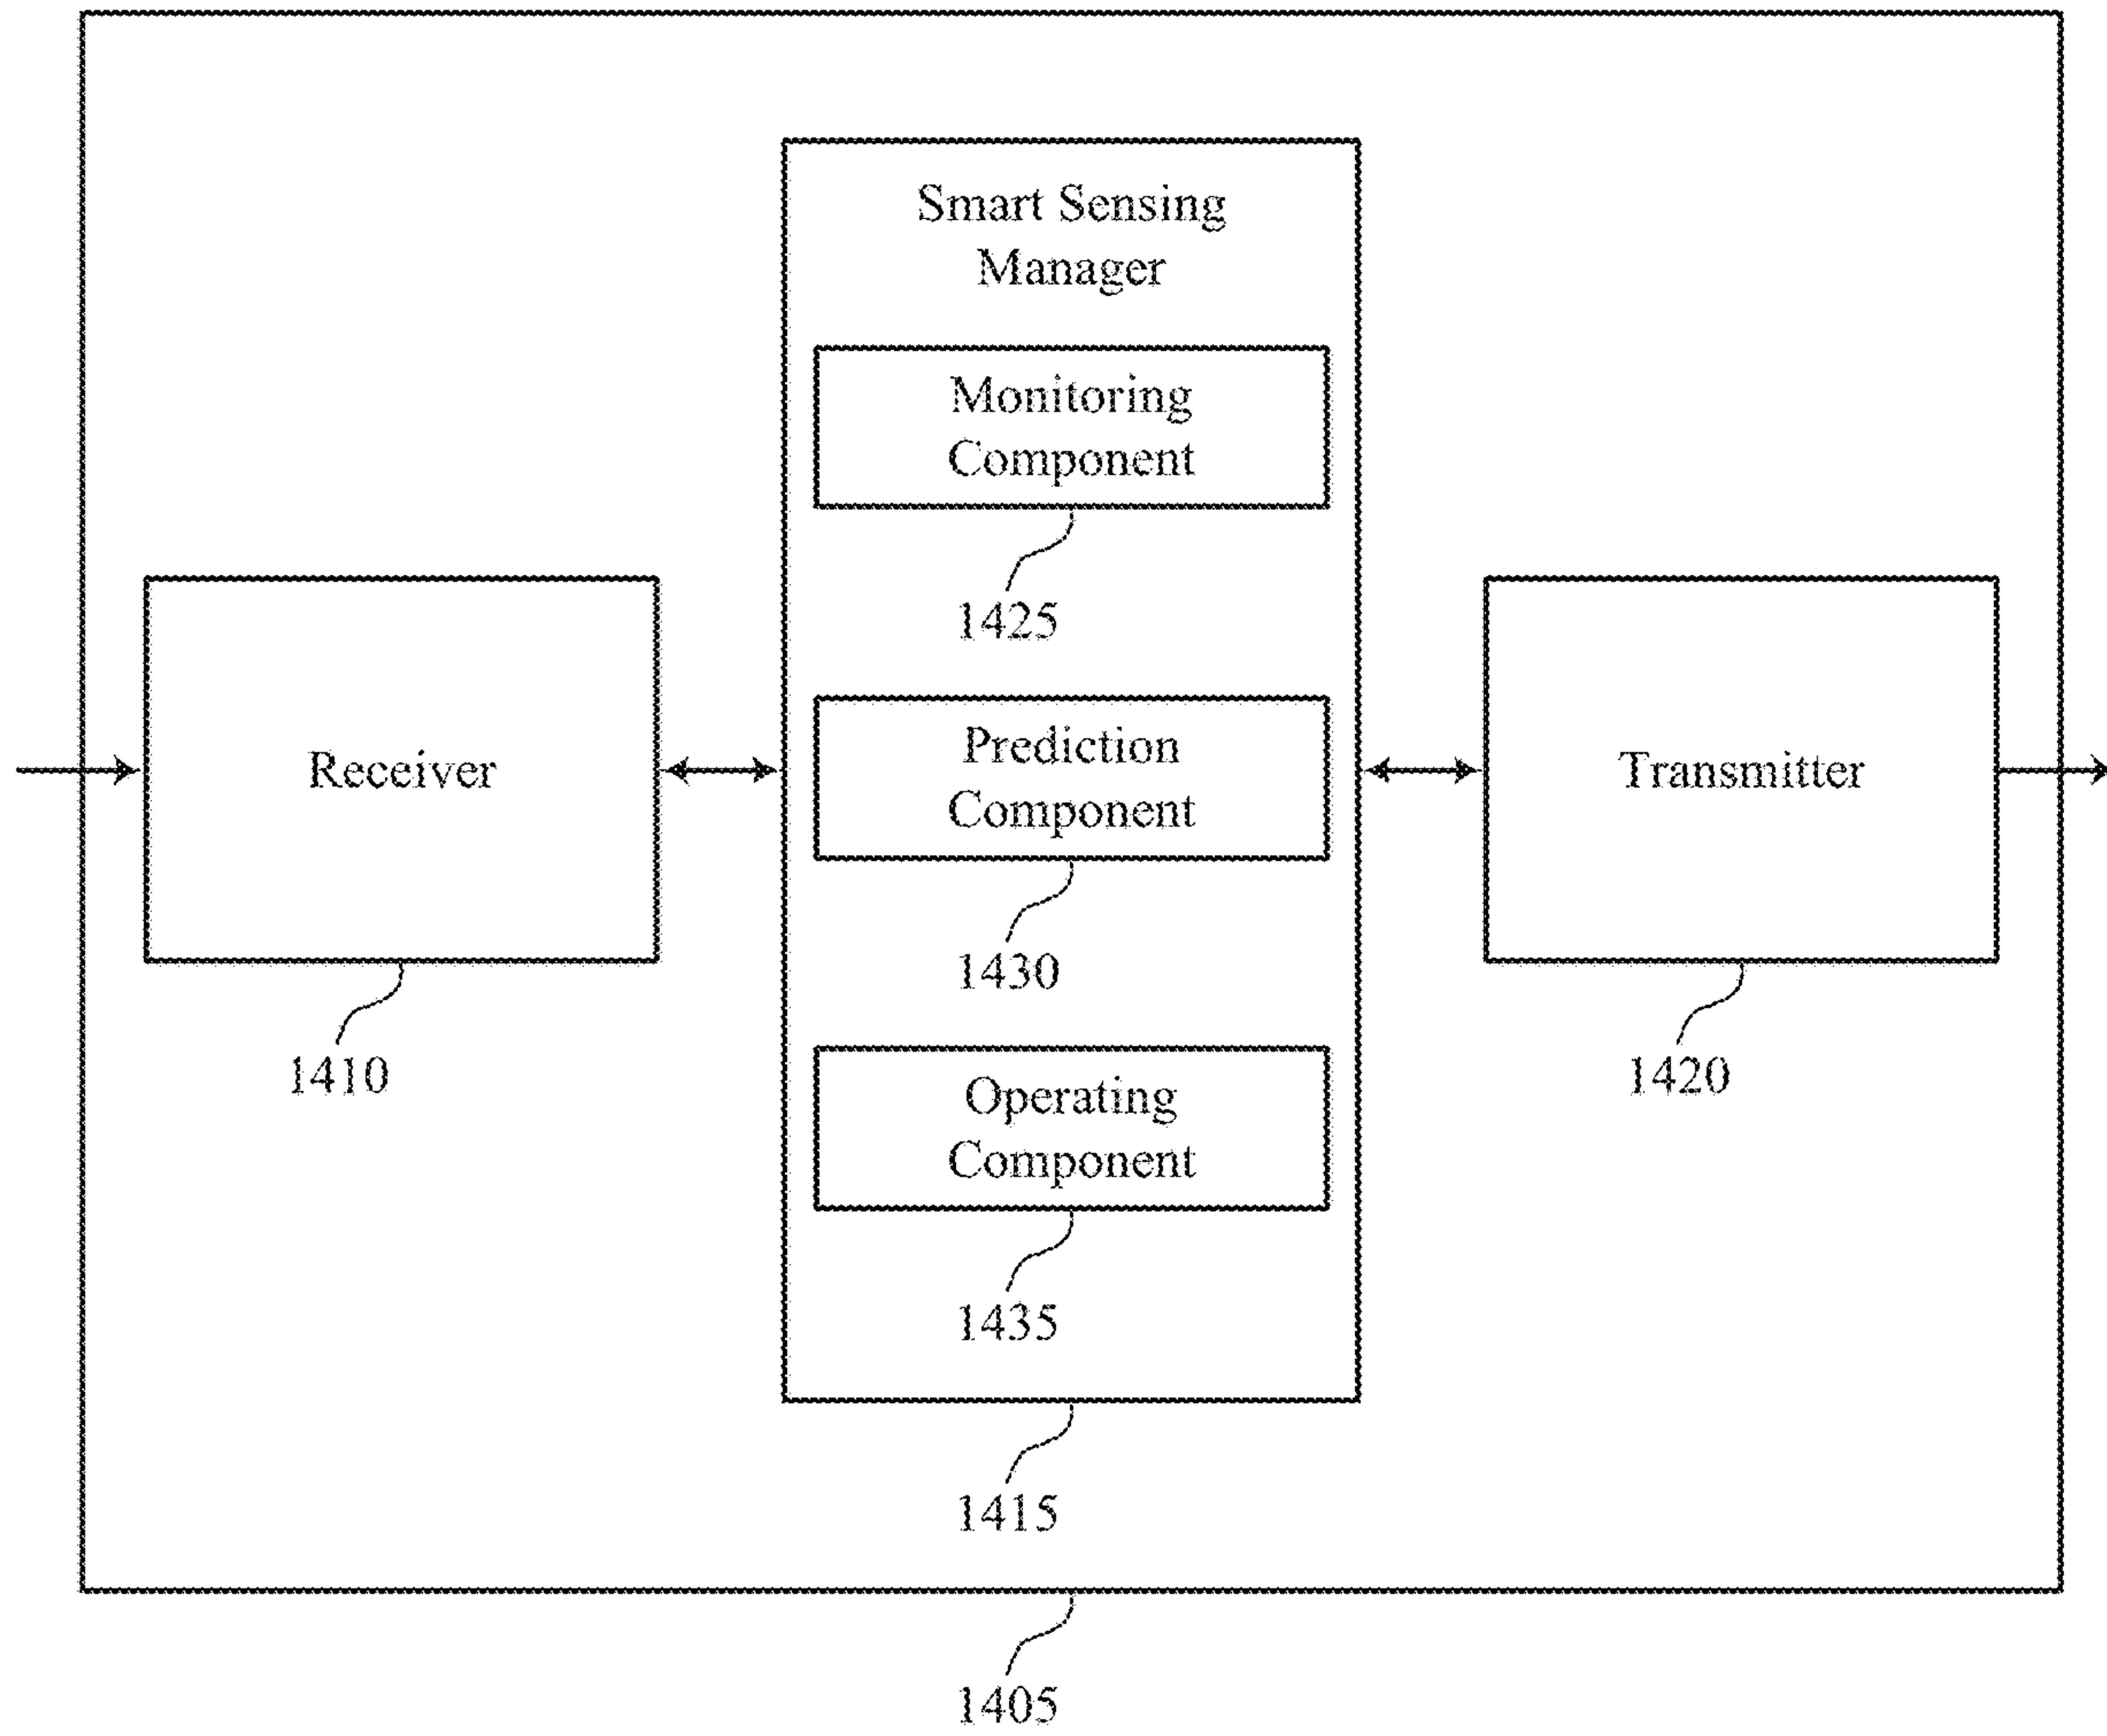 Smart Sensing
Manager
Monitoring
Component
1425
Receiver
Prediction
Component
Transmitter
1430
1410
1420
Operating
Component
1435
1415
1405